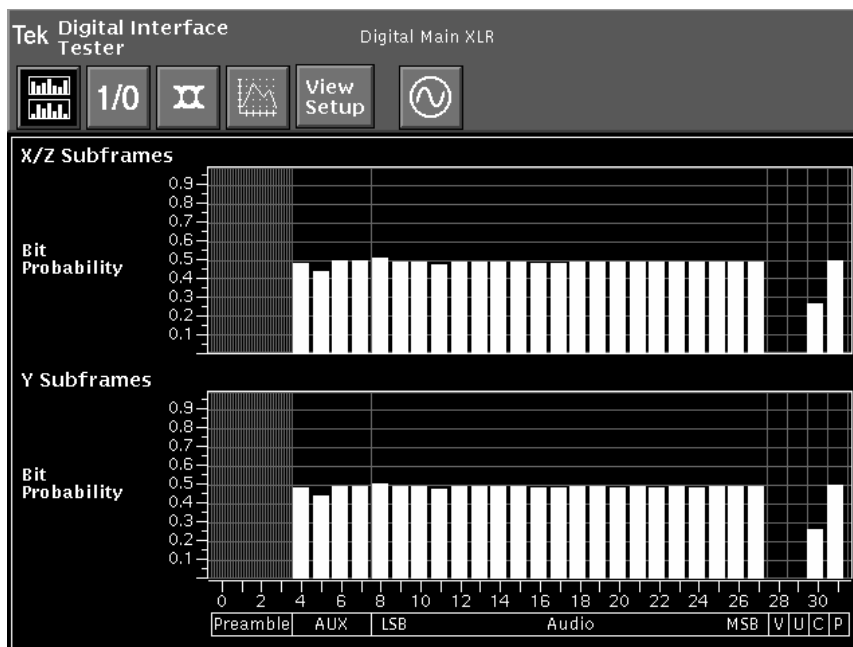 Tek Digital Interface Tester
Digital Main XLR
1/0
View Setup
X/Z Subframes
Bit Probability
0.9
0.8
0.7
0.6
0.5
0.4
0.3
0.2
0.1
Y Subframes
Bit Probability
0.9
0.8
0.7
0.6
0.5
0.4
0.3
0.2
0.1
0 2 4 6 8 10 12 14 16 18 20 22 24 26 28 30
Preamble AUX LSB Audio MSB V U C P